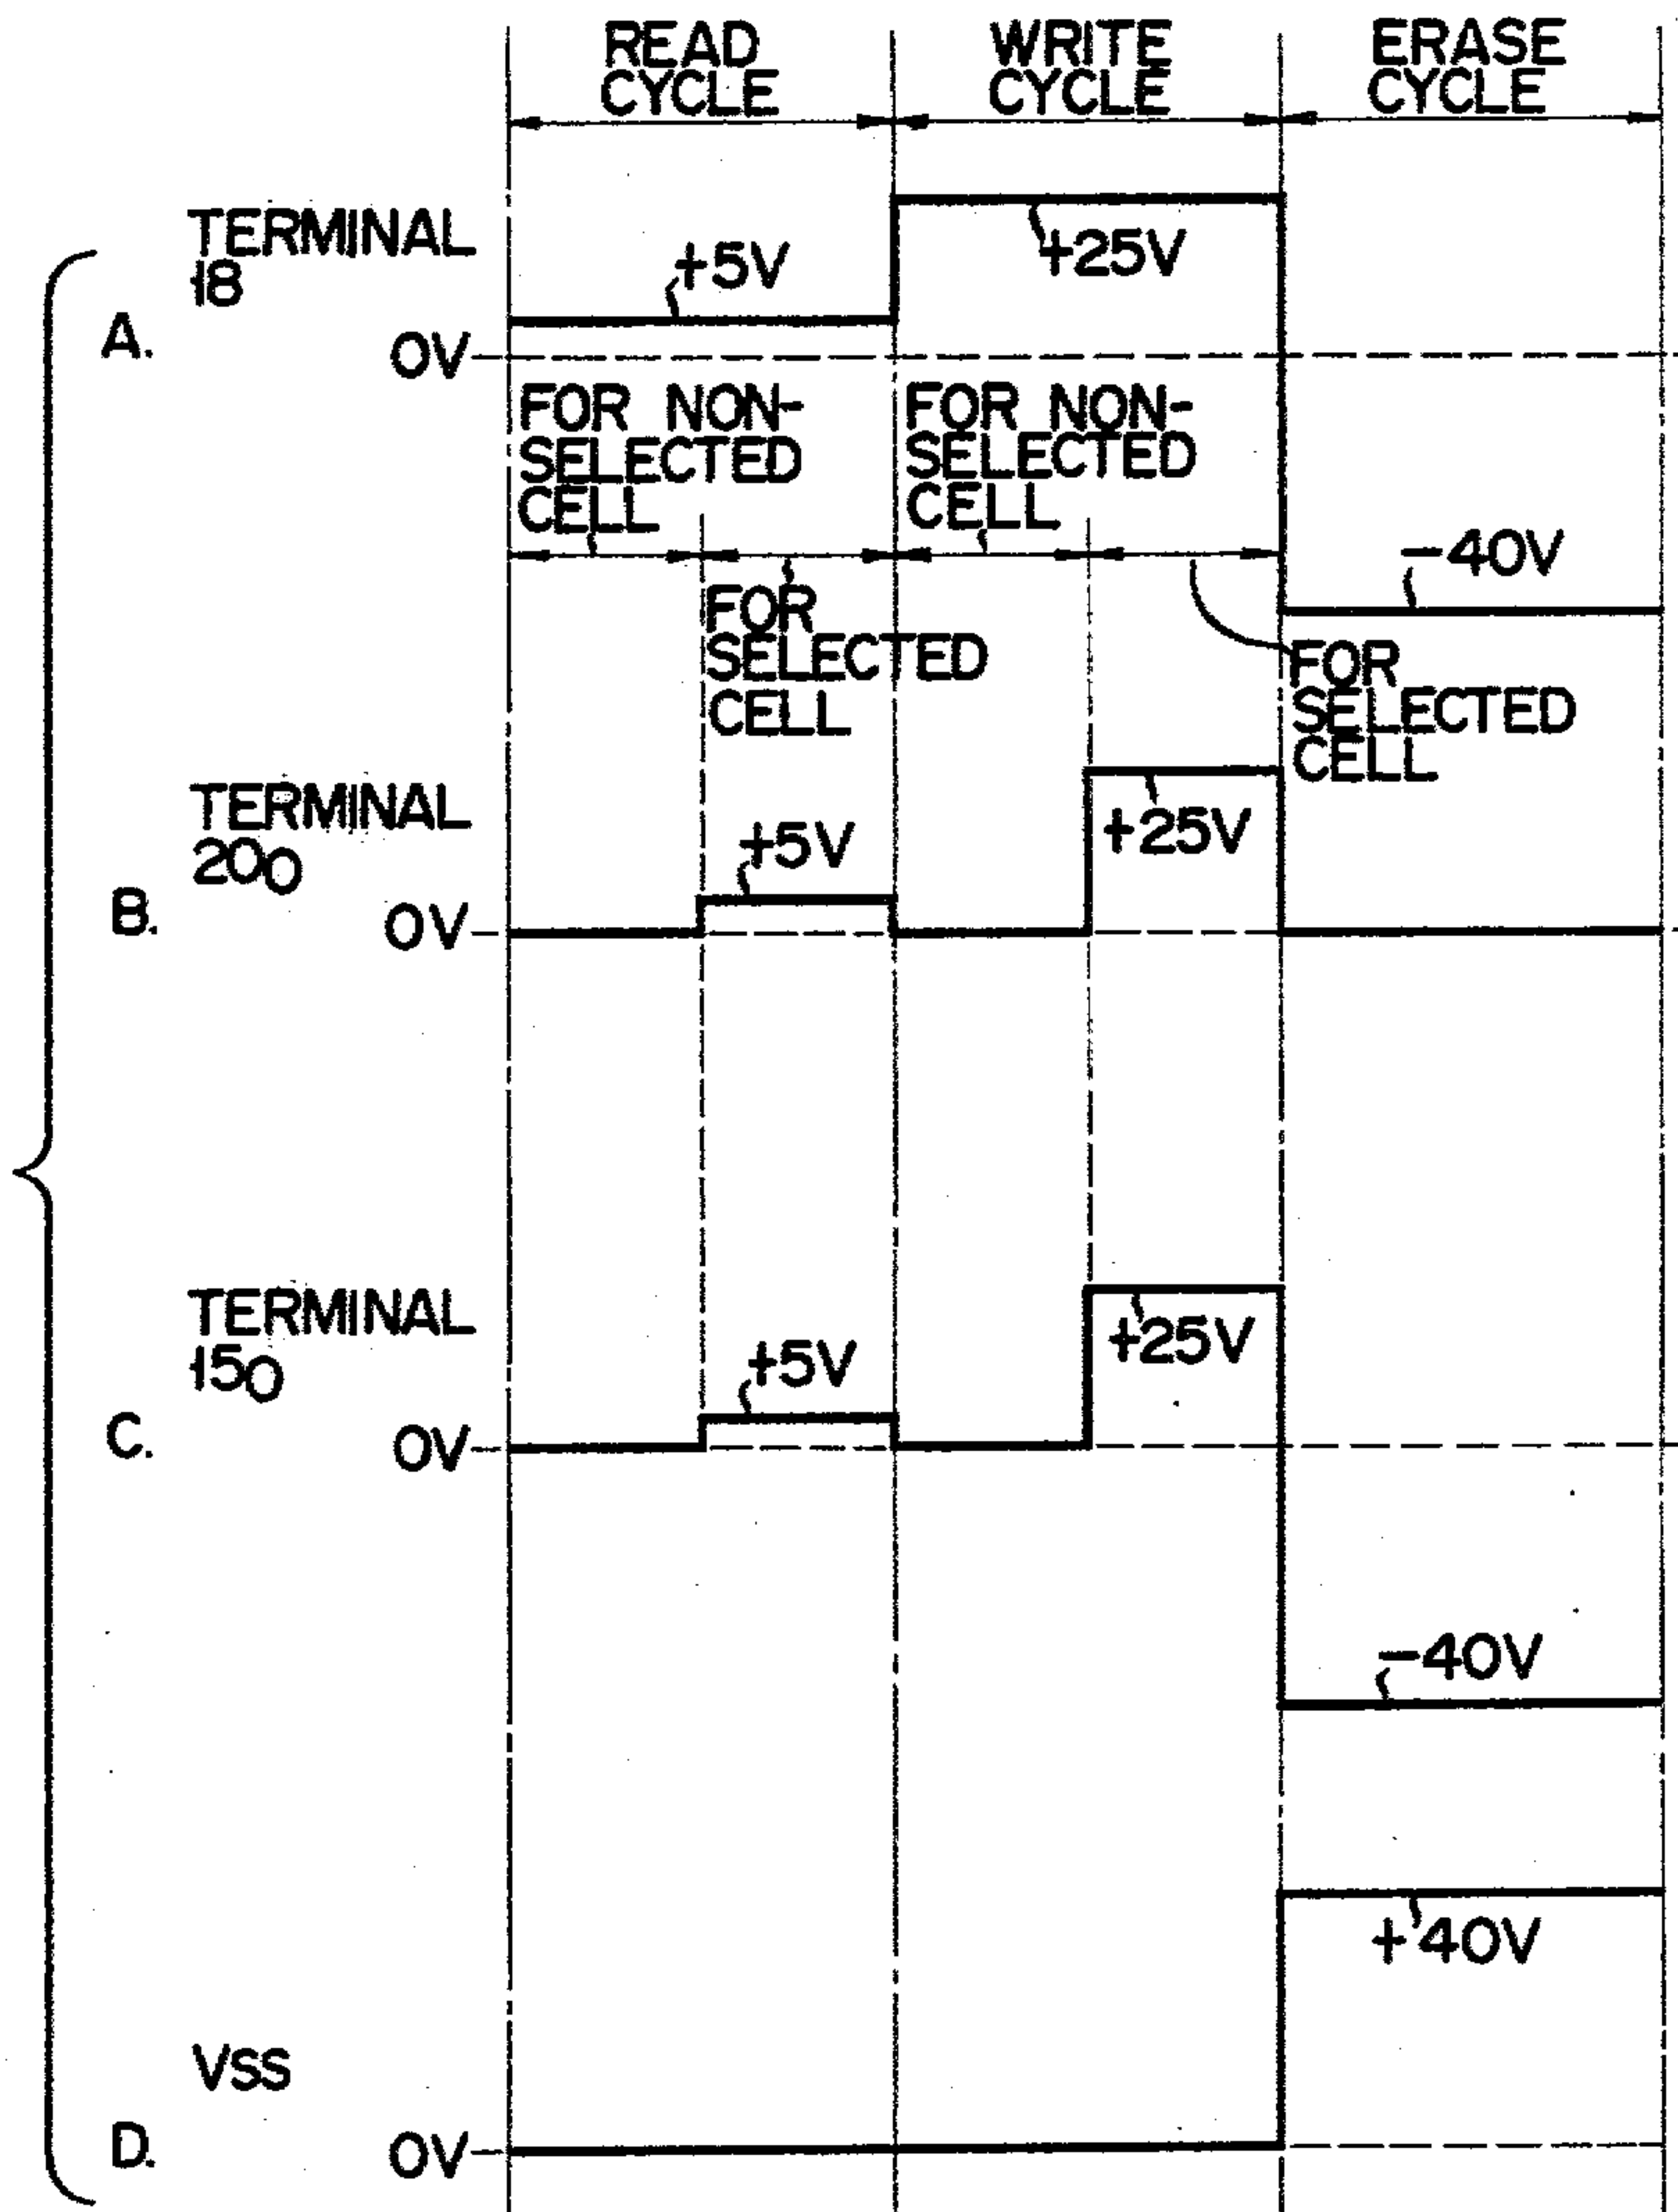 READ
CYCLE
WRITE
CYCLE
ERASE
CYCLE
TERMINAL
18
A.
0V
+5V
+25V
-40V
FOR NON-
SELECTED
CELL
FOR NON-
SELECTED
CELL
FOR
SELECTED
CELL
FOR
SELECTED
CELL
TERMINAL
20₀
B.
0V
+5V
+25V
TERMINAL
15₀
C.
0V
+5V
+25V
-40V
VSS
D.
0V
+40V